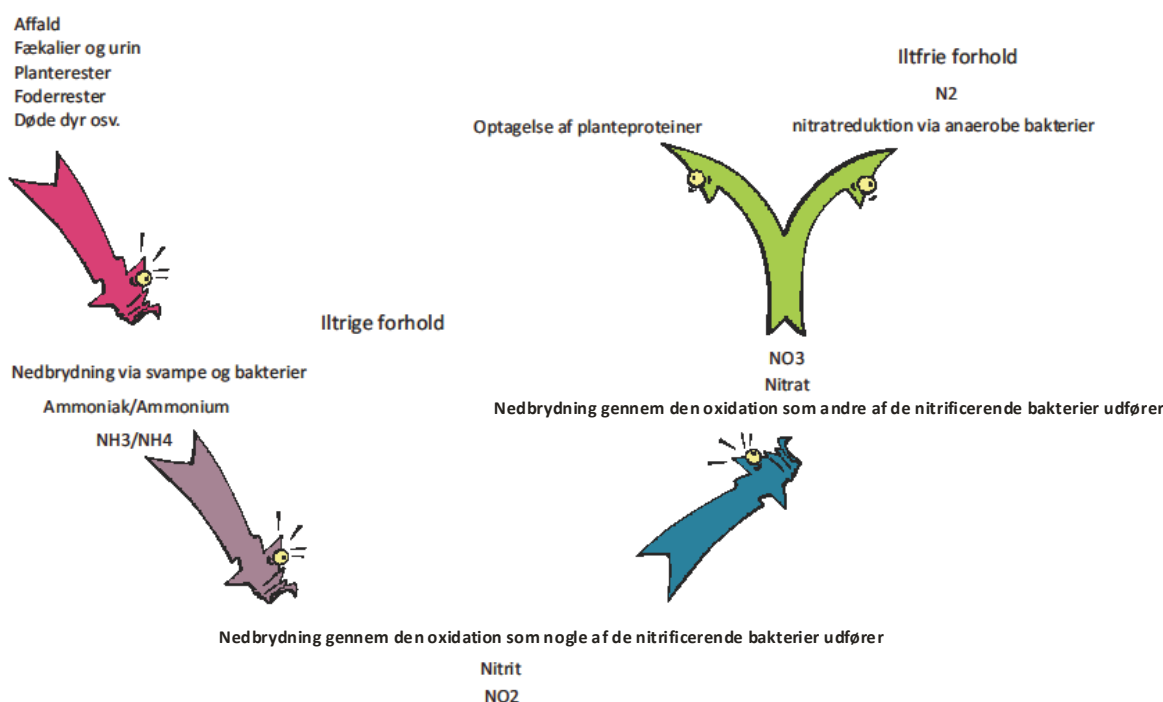 Affald
Fækalier og urin
Planterester
Foderrester
Døde dyr osv.
Iltfrie forhold
N2
Optagelse af planteproteiner
nitratreduktion via anaerobe bakterier
Iltrige forhold
Nedbrydning via svampe og bakterier
Ammoniak/Ammonium
NH3/NH4
NO3
Nitrat
Nedbrydning gennem den oxidation som andre af de nitrificerende bakterier udfører
Nedbrydning gennem den oxidation som nogle af de nitrificerende bakterier udfører
Nitrit
NO2